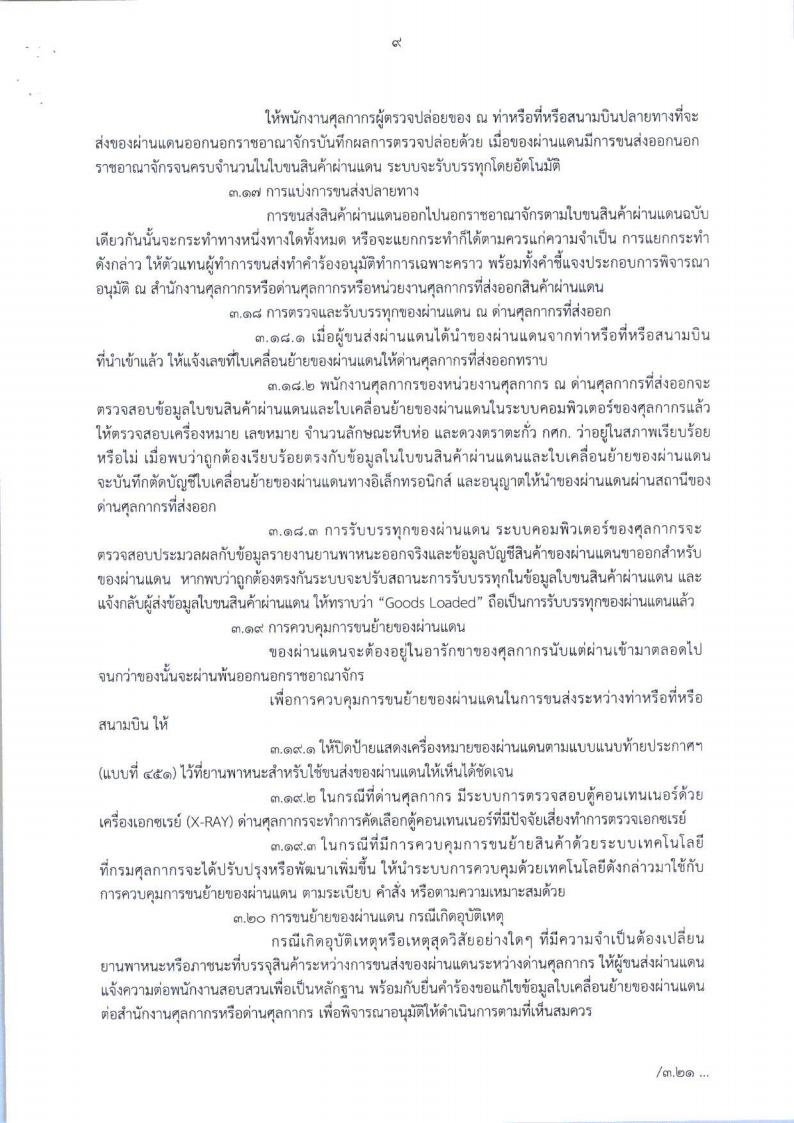 ๙
ให้พนักงานศุลกากรผู้ตรวจปล่อยของ ณ ท่าหรือที่หรือสนามบินปลายทางที่จะ
ส่งของผ่านแดนออกนอกราชอาณาจักรบันทึกผลการตรวจปล่อยด้วย เมื่อของผ่านแดนมีการขนส่งออกนอก
ราชอาณาจักรจนครบจำนวนในใบขนสินค้าผ่านแดน ระบบจะรับบรรทุกโดยอัตโนมัติ
๓.๑๗ การแบ่งการขนส่งปลายทาง
การขนส่งสินค้าผ่านแดนออกไปนอกราชอาณาจักรตามใบขนสินค้าผ่านแดนฉบับ
เดียวกันนั้นจะกระทำทางหนึ่งทางใดทั้งหมด หรือจะแยกกระทำก็ได้ตามควรแก่ความจำเป็น การแยกกระทำ
ดังกล่าว ให้ตัวแทนผู้ทำการขนส่งทำคำร้องอนุมัติทำการเฉพาะคราว พร้อมทั้งคำชี้แจงประกอบการพิจารณา
อนุมัติ ณ สำนักงานศุลกากรหรือด่านศุลกากรหรือหน่วยงานศุลกากรที่ส่งออกสินค้าผ่านแดน
๓.๑๘ การตรวจและรับบรรทุกของผ่านแดน ณ ด่านศุลกากรที่ส่งออก
๓.๑๘.๑ เมื่อผู้ขนส่งผ่านแดนได้นำของผ่านแดนจากท่าหรือที่หรือสนามบิน
ที่นำเข้าแล้ว ให้แจ้งเลขที่ใบเคลื่อนย้ายของผ่านแดนให้ด่านศุลกากรที่ส่งออกทราบ
๓.๑๘.๒ พนักงานศุลกากรของหน่วยงานศุลกากร ณ ด่านศุลกากรที่ส่งออกจะ
ตรวจสอบข้อมูลใบขนสินค้าผ่านแดนและใบเคลื่อนย้ายของผ่านแดนในระบบคอมพิวเตอร์ของศุลกากรแล้ว
ให้ตรวจสอบเครื่องหมาย เลขหมาย จำนวนลักษณะหีบห่อ และดวงตราตะกั่ว กศก. ว่าอยู่ในสภาพเรียบร้อย
หรือไม่ เมื่อพบว่าถูกต้องเรียบร้อยตรงกับข้อมูลในใบขนสินค้าผ่านแดนและใบเคลื่อนย้ายของผ่านแดน
จะบันทึกตัดบัญชีใบเคลื่อนย้ายของผ่านแดนทางอิเล็กทรอนิกส์ และอนุญาตให้นำของผ่านแดนผ่านสถานีของ
ด่านศุลกากรที่ส่งออก
๓.๑๘.๓ การรับบรรทุกของผ่านแดน ระบบคอมพิวเตอร์ของศุลกากรจะ
ตรวจสอบประมวลผลกับข้อมูลรายงานยานพาหนะออกจริงและข้อมูลบัญชีสินค้าของผ่านแดนขาออกสำหรับ
ของผ่านแดน หากพบว่าถูกต้องตรงกันระบบจะปรับสถานะการรับบรรทุกในข้อมูลใบขนสินค้าผ่านแดน และ
แจ้งกลับผู้ส่งข้อมูลใบขนสินค้าผ่านแดน ให้ทราบว่า “Goods Loaded” ถือเป็นการรับบรรทุกของผ่านแดนแล้ว
๓.๑๙ การควบคุมการขนย้ายของผ่านแดน
ของผ่านแดนจะต้องอยู่ในอารักขาของศุลกากรนับแต่ผ่านเข้ามาตลอดไป
จนกว่าของนั้นจะผ่านพ้นออกนอกราชอาณาจักร
เพื่อการควบคุมการขนย้ายของผ่านแดนในการขนส่งระหว่างท่าหรือที่หรือ
สนามบิน ให้
๓.๑๙.๑ ให้ปิดป้ายแสดงเครื่องหมายของผ่านแดนตามแบบแนบท้ายประกาศฯ
(แบบที่ ๔๕๑) ไว้ที่ยานพาหนะสำหรับใช้ขนส่งของผ่านแดนให้เห็นได้ชัดเจน
๓.๑๙.๒ ในกรณีที่ด่านศุลกากร มีระบบการตรวจสอบตู้คอนเทนเนอร์ด้วย
เครื่องเอกซเรย์ (X-RAY) ด่านศุลกากรจะทำการคัดเลือกตู้คอนเทนเนอร์ที่มีปัจจัยเสี่ยงทำการตรวจเอกซเรย์
๓.๑๙.๓ ในกรณีที่มีการควบคุมการขนย้ายสินค้าด้วยระบบเทคโนโลยี
ที่กรมศุลกากรจะได้ปรับปรุงหรือพัฒนาเพิ่มขึ้น ให้นำระบบการควบคุมด้วยเทคโนโลยีดังกล่าวมาใช้กับ
การควบคุมการขนย้ายของผ่านแดน ตามระเบียบ คำสั่ง หรือตามความเหมาะสมด้วย
๓.๒๐ การขนย้ายของผ่านแดน กรณีเกิดอุบัติเหตุ
กรณีเกิดอุบัติเหตุหรือเหตุสุดวิสัยอย่างใดๆ ที่มีความจำเป็นต้องเปลี่ยน
ยานพาหนะหรือภาชนะที่บรรจุสินค้าระหว่างการขนส่งของผ่านแดนระหว่างด่านศุลกากร ให้ผู้ขนส่งผ่านแดน
แจ้งความต่อพนักงานสอบสวนเพื่อเป็นหลักฐาน พร้อมกับยื่นคำร้องขอแก้ไขข้อมูลใบเคลื่อนย้ายของผ่านแดน
ต่อสำนักงานศุลกากรหรือด่านศุลกากร เพื่อพิจารณาอนุมัติให้ดำเนินการตามที่เห็นสมควร
/๓.๒๑ ...